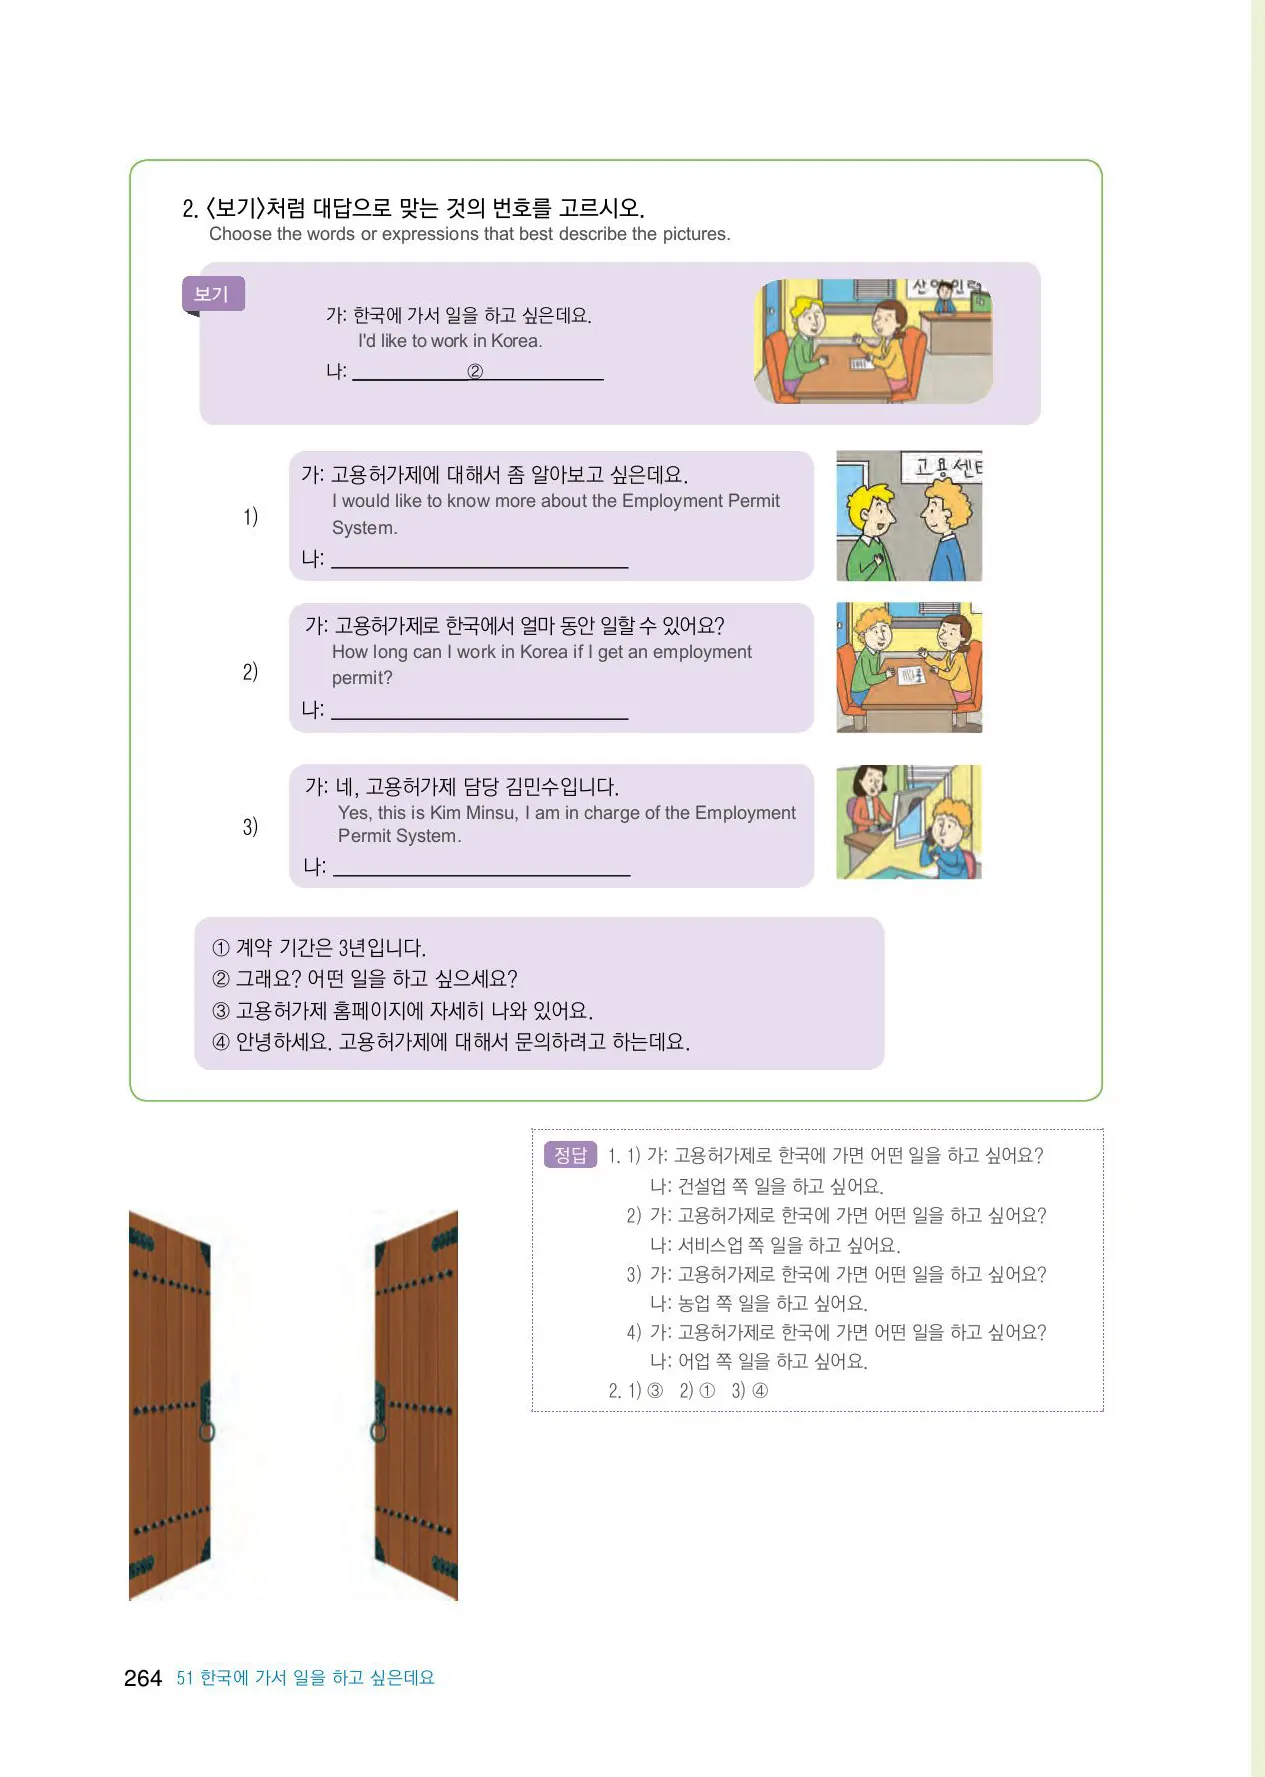 2. 〈보기〉처럼 대답으로 맞는 것의 번호를 고르시오.
Choose the words or expressions that best describe the pictures.
보기
가: 한국에 가서 일을 하고 싶은데요.
I'd like to work in Korea.
나: ②
산업인력
1)
가: 고용허가제에 대해서 좀 알아보고 싶은데요.
I would like to know more about the Employment Permit
System.
나:
고용센터
2)
가: 고용허가제로 한국에서 얼마 동안 일할 수 있어요?
How long can I work in Korea if I get an employment
permit?
나:
3)
가: 네, 고용허가제 담당 김민수입니다.
Yes, this is Kim Minsu, I am in charge of the Employment
Permit System.
나:
① 계약 기간은 3년입니다.
② 그래요? 어떤 일을 하고 싶으세요?
③ 고용허가제 홈페이지에 자세히 나와 있어요.
④ 안녕하세요. 고용허가제에 대해서 문의하려고 하는데요.
정답 1. 1) 가: 고용허가제로 한국에 가면 어떤 일을 하고 싶어요?
나: 건설업 쪽 일을 하고 싶어요.
2) 가: 고용허가제로 한국에 가면 어떤 일을 하고 싶어요?
나: 서비스업 쪽 일을 하고 싶어요.
3) 가: 고용허가제로 한국에 가면 어떤 일을 하고 싶어요?
나: 농업 쪽 일을 하고 싶어요.
4) 가: 고용허가제로 한국에 가면 어떤 일을 하고 싶어요?
나: 어업 쪽 일을 하고 싶어요.
2. 1) ③ 2) ① 3) ④
264 51 한국에 가서 일을 하고 싶은데요